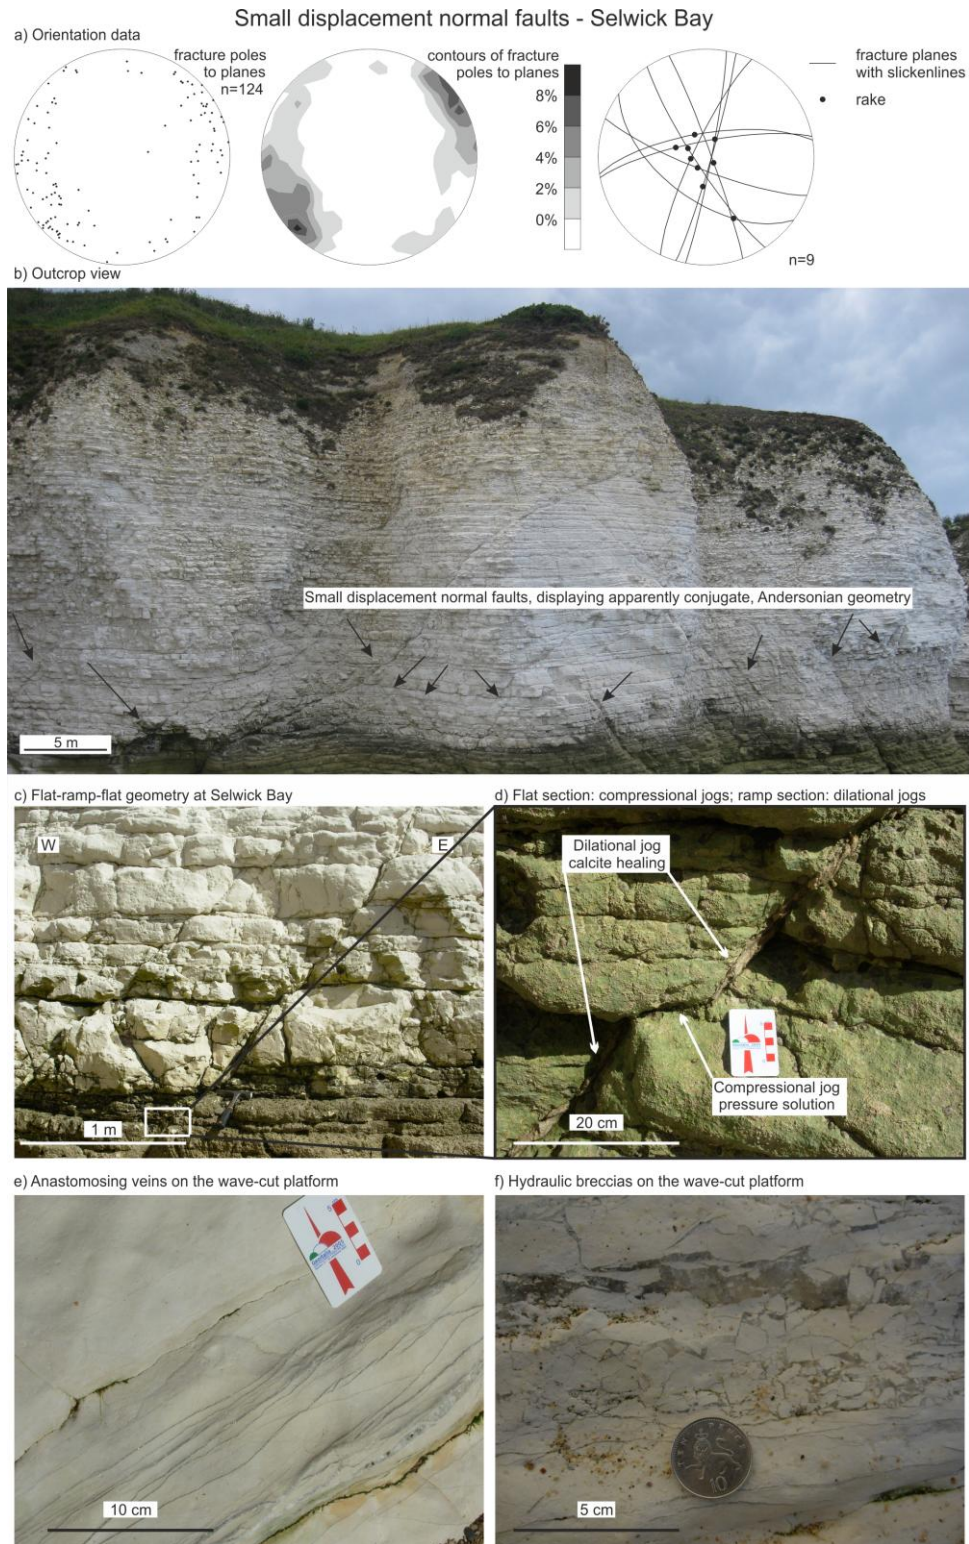 Small displacement normal faults - Selwick Bay
a) Orientation data
fracture poles
to planes
n=124
contours of fracture
poles to planes
8%
6%
4%
2%
0%
fracture planes
with slickenlines
rake
n=9
b) Outcrop view
Small displacement normal faults, displaying apparently conjugate, Andersonian geometry
5 m
c) Flat-ramp-flat geometry at Selwick Bay
W
E
1 m
d) Flat section: compressional jogs; ramp section: dilational jogs
Dilational jog
calcite healing
Compressional jog
pressure solution
20 cm
e) Anastomosing veins on the wave-cut platform
10 cm
f) Hydraulic breccias on the wave-cut platform
10
5 cm